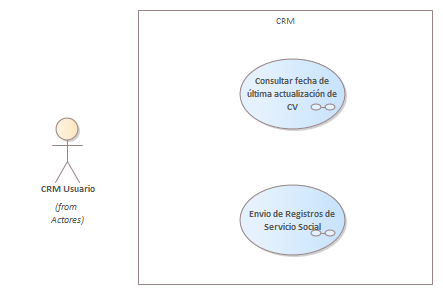 CRM
Consultar fecha de
última actualización de
CV
CRM Usuario
(from
Actores)
Envio de Registros de
Servicio Social